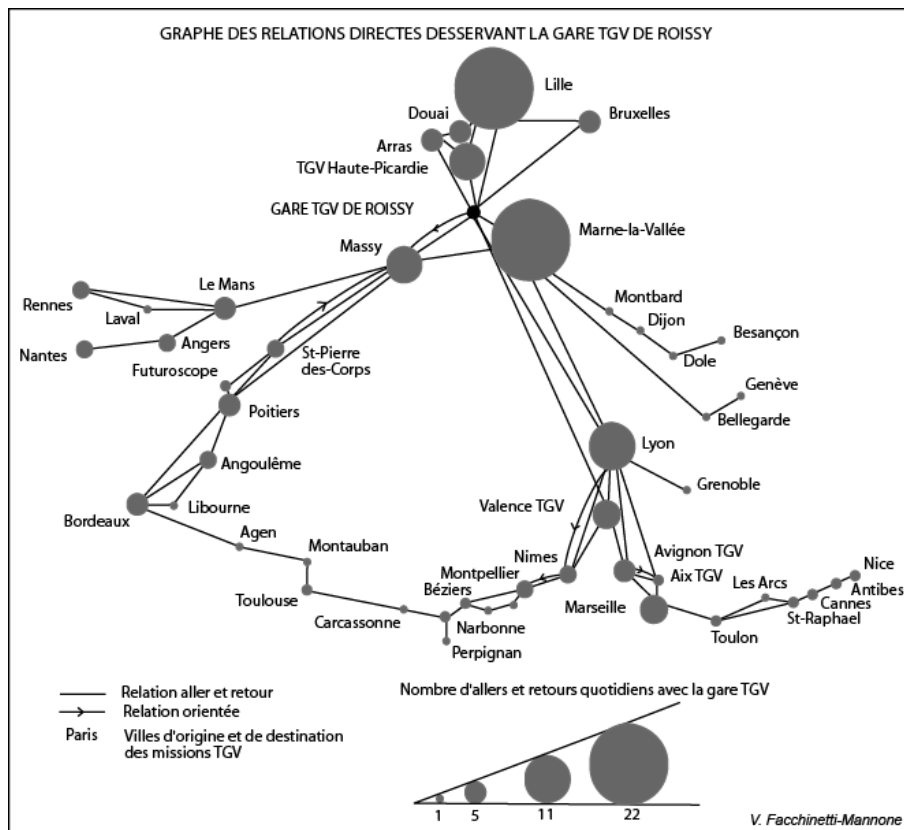 GRAPHE DES RELATIONS DIRECTES DESSERVANT LA GARE TGV DE ROISSY
Lille
Douai
Bruxelles
Arras
TGV Haute-Picardie
GARE TGV DE ROISSY
Marne-la-Vallée
Massy
Le Mans
Rennes
Laval
Montbard
Dijon
Besançon
Nantes
Angers
St-Pierre
des-Corps
Dole
Futuroscope
Genève
Poitiers
Bellegarde
Lyon
Angoulême
Grenoble
Valence TGV
Libourne
Bordeaux
Agen
Montauban
Nimes
Avignon TGV
Montpellier
Aix TGV
Nice
Béziers
Les Arcs
Antibes
Toulouse
Marseille
Cannes
Carcassonne
Narbonne
St-Raphael
Toulon
Perpignan
Relation aller et retour
Relation orientée
Paris Villes d'origine et de destination
des missions TGV
Nombre d'allers et retours quotidiens avec la gare TGV
1 5 11 22
V. Facchinetti-Mannone